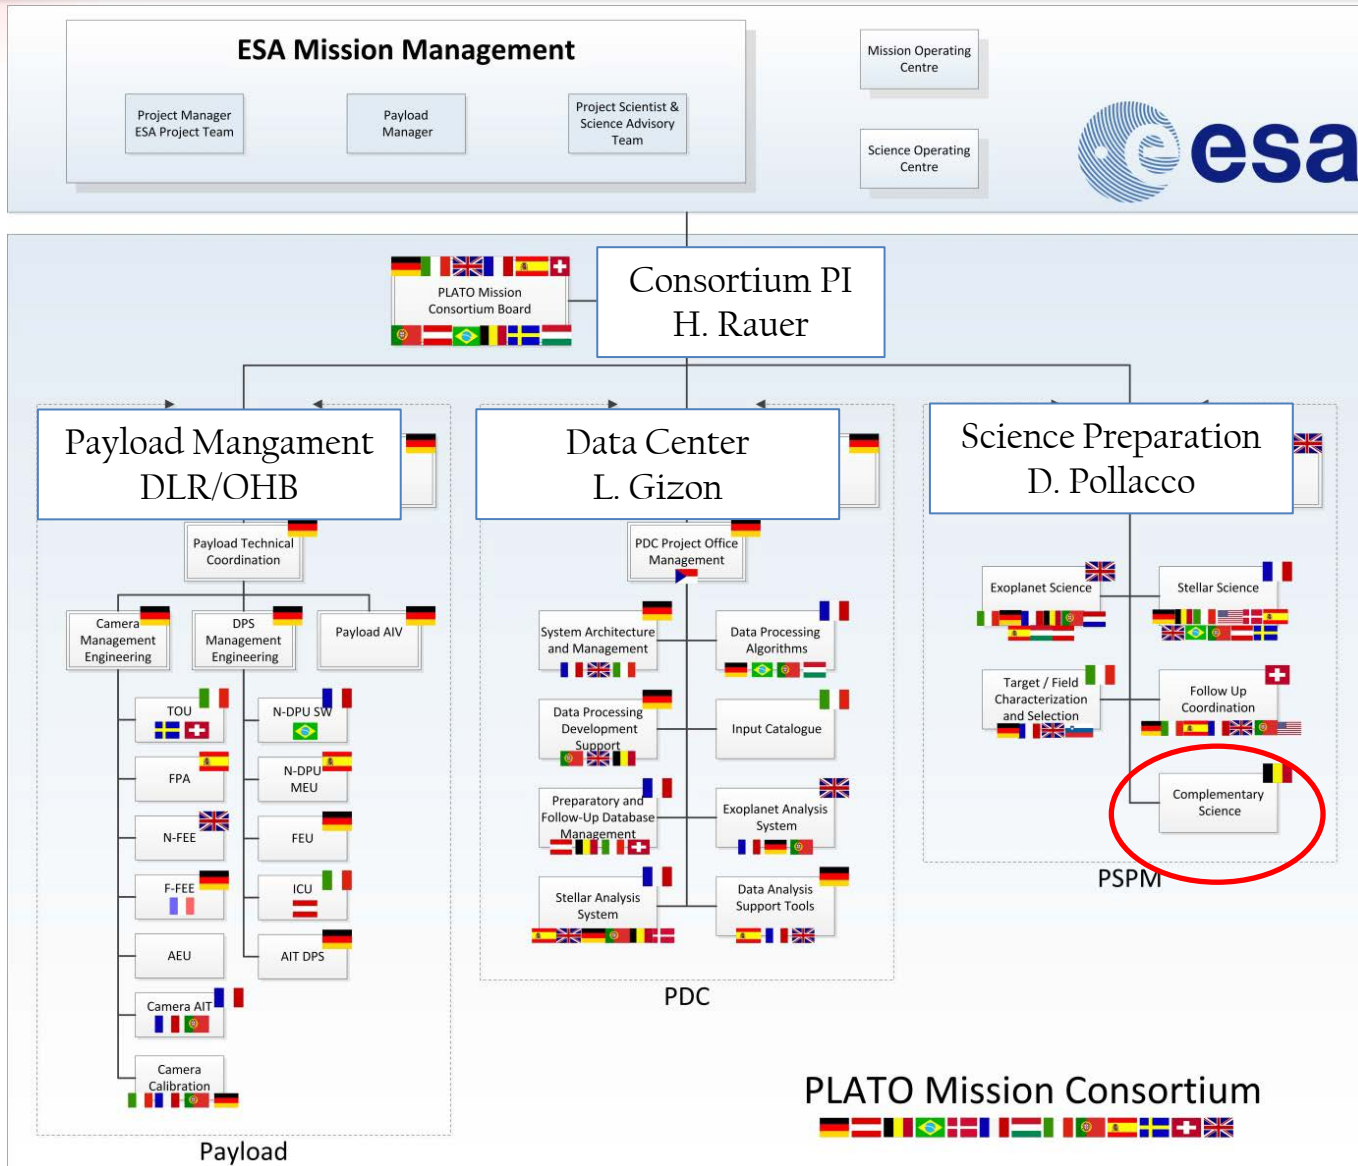 ESA Mission Management
Project Manager
ESA Project Team
Payload
Manager
Project Scientist &
Science Advisory
Team
Mission Operating
Centre
Science Operating
Centre
esa
PLATO Mission
Consortium Board
Consortium PI
H. Rauer
Payload Mangament
DLR/OHB
Data Center
L. Gizon
Science Preparation
D. Pollacco
Payload Technical
Coordination
Camera
Management
Engineering
DPS
Management
Engineering
Payload AIV
TOU
N-DPU SW
FPA
N-DPU
MEU
N-FEE
FEU
F-FEE
ICU
AEU
AIT DPS
Camera AIT
Camera
Calibration
Payload
PDC Project Office
Management
System Architecture
and Management
Data Processing
Algorithms
Data Processing
Development
Support
Input Catalogue
Preparatory and
Follow-Up Database
Management
Exoplanet Analysis
System
Stellar Analysis
System
Data Analysis
Support Tools
PDC
Exoplanet Science
Stellar Science
Target / Field
Characterization
and Selection
Follow Up
Coordination
Complementary
Science
PSPM
PLATO Mission Consortium